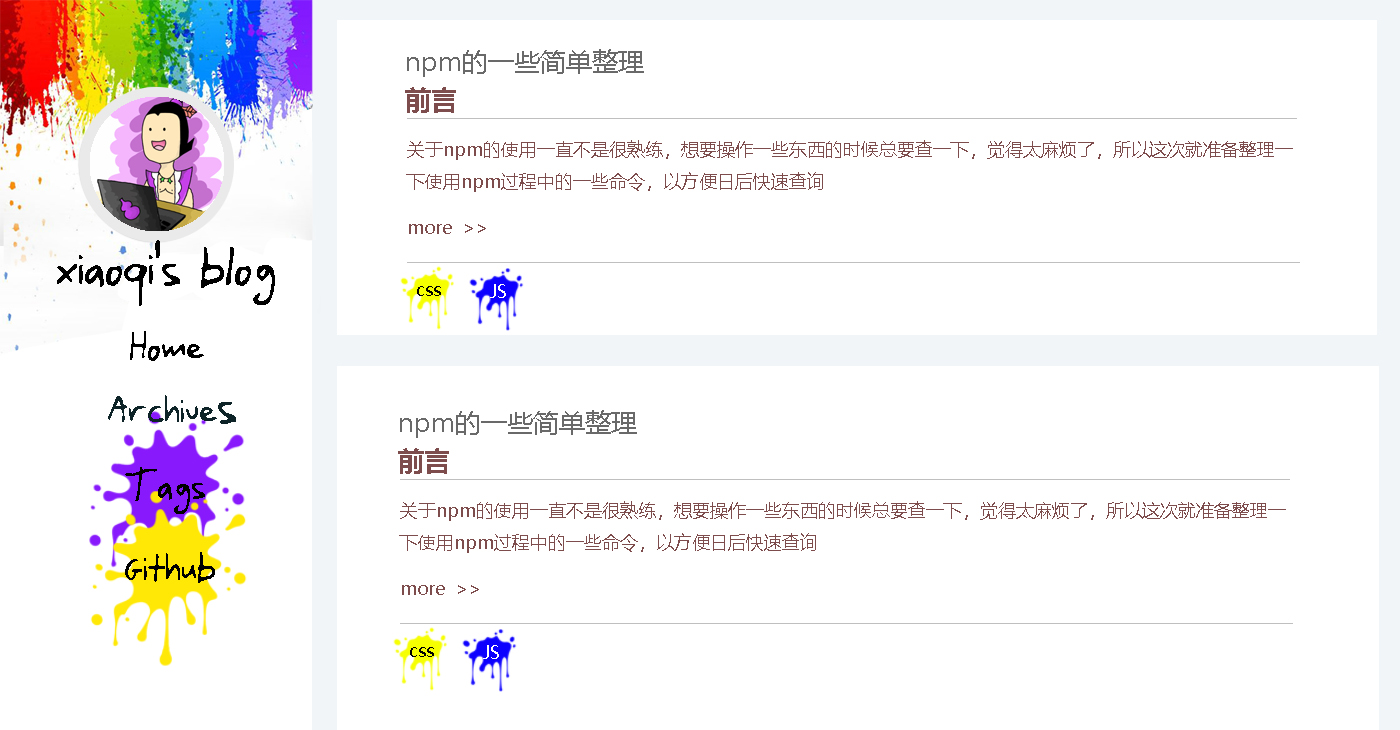 xiaoqi's blog
Home
Archives
Tags
Github
npm的一些简单整理
前言
关于npm的使用一直不是很熟练，想要操作一些东西的时候总要查一下，觉得太麻烦了，所以这次就准备整理一
下使用npm过程中的一些命令，以方便日后快速查询
more >>
css JS
npm的一些简单整理
前言
关于npm的使用一直不是很熟练，想要操作一些东西的时候总要查一下，觉得太麻烦了，所以这次就准备整理一
下使用npm过程中的一些命令，以方便日后快速查询
more >>
css JS